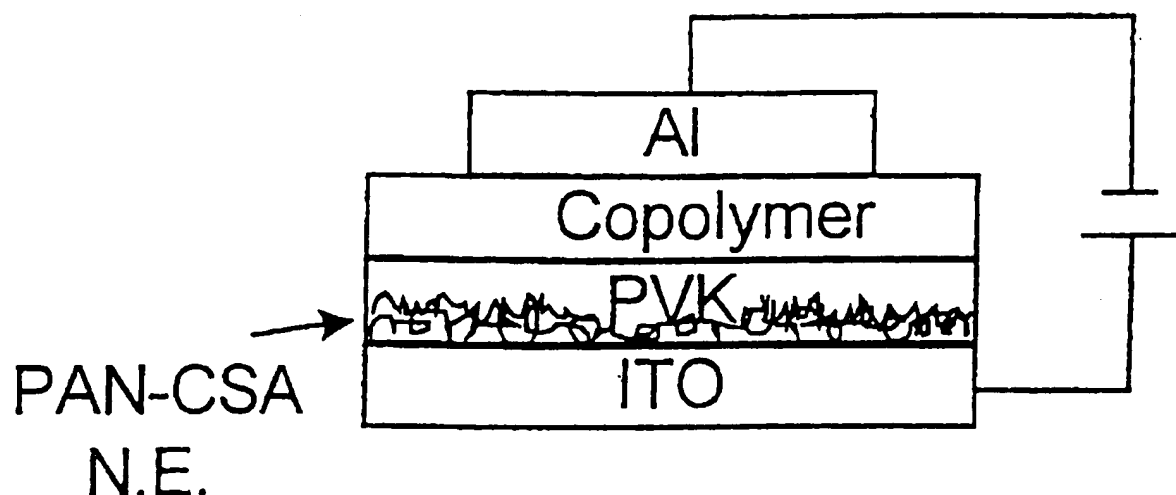 Al
Copolymer
PVK
ITO
PAN-CSA
N.E.